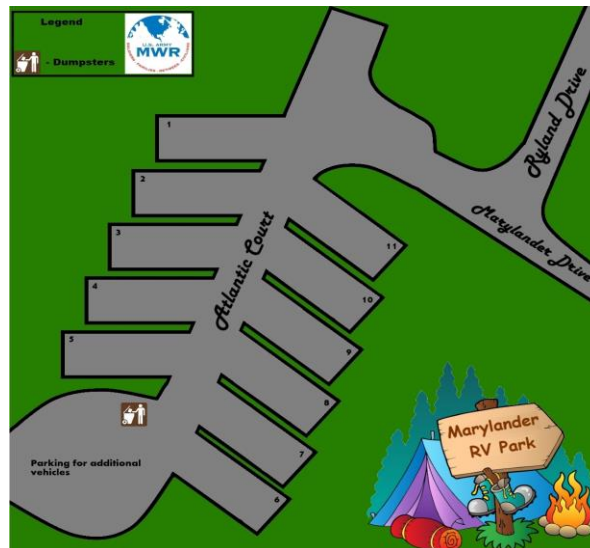 Legend
- Dumpsters
U.S. ARMY
MWR
1
2
3
4
5
6
7
8
9
10
11
Atlantic Court
Ryland Drive
Marylander Drive
Parking for additional
vehicles
Marylander
RV Park